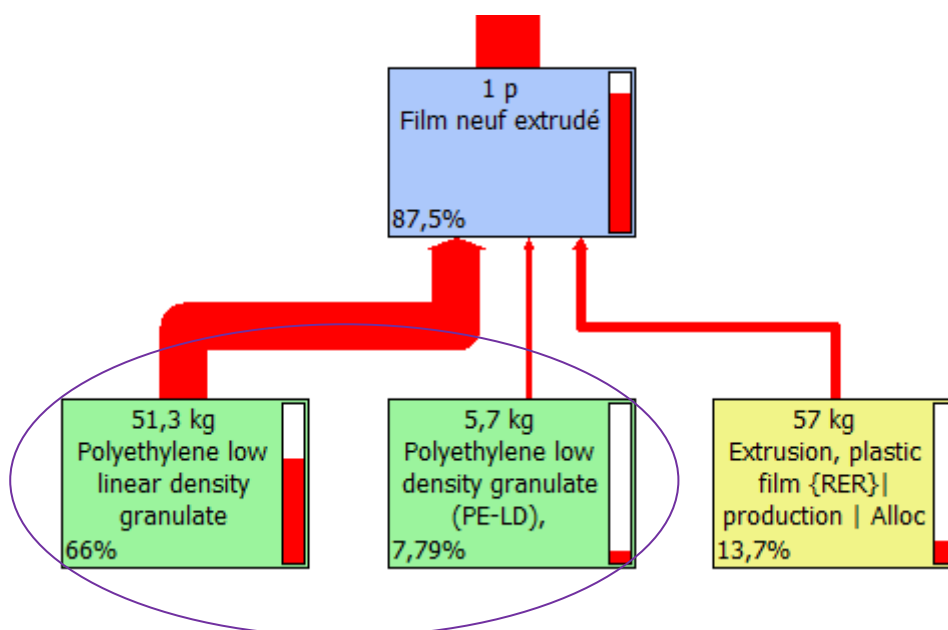 1 p
Film neuf extrudé
87,5%
51,3 kg
Polyethylene low
linear density
granulate
66%
5,7 kg
Polyethylene low
density granulate
(PE-LD),
7,79%
57 kg
Extrusion, plastic
film {RER}|
production | Alloc
13,7%